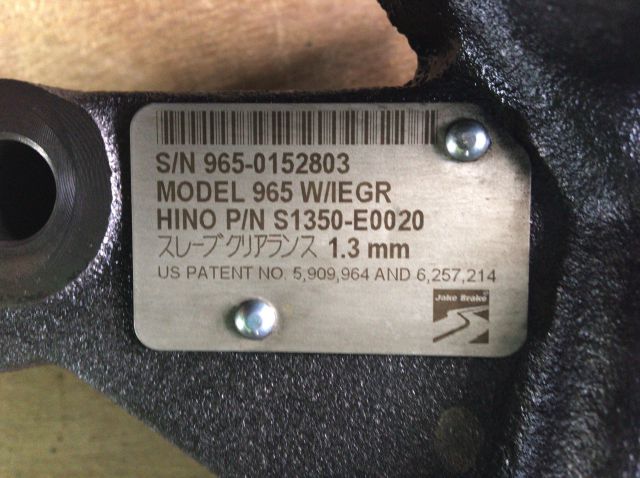 S/N 965-0152803
MODEL 965 W/IEGR
HINO P/N S1350-E0020
スレーブクリアランス 1.3 mm
US PATENT NO. 5,909,964 AND 6,257,214
Jake Brake